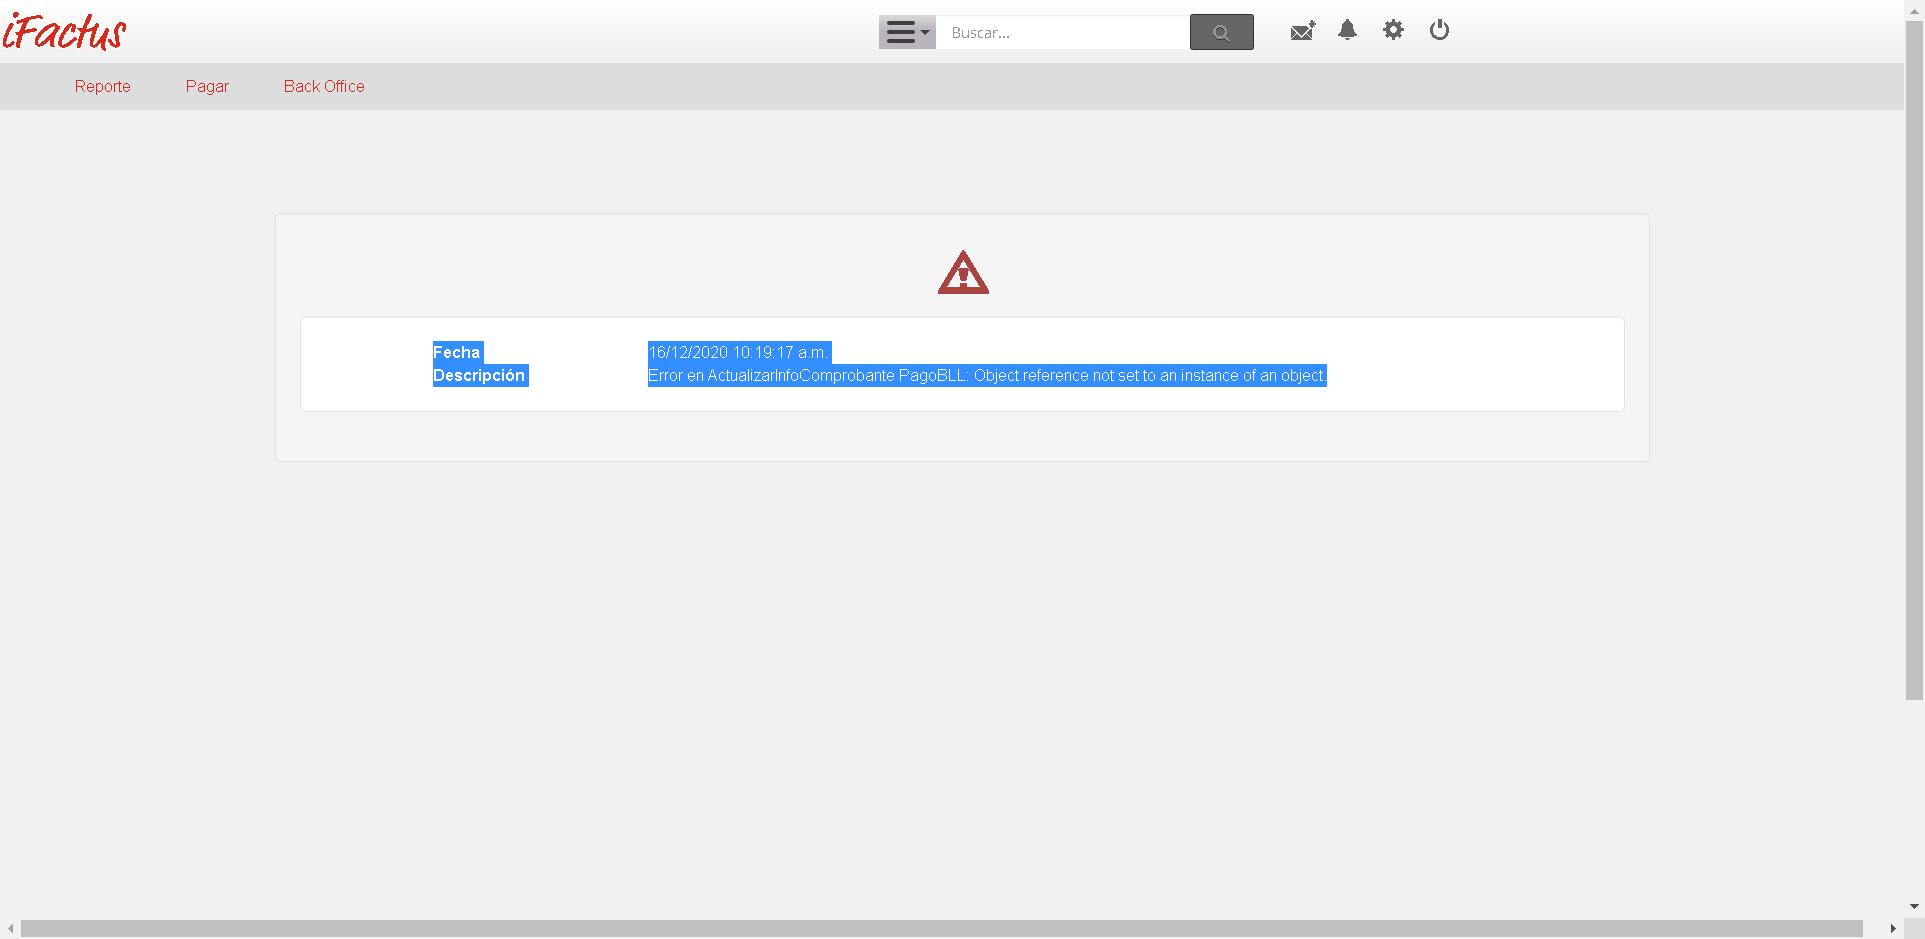 iFactus
Buscar...
Reporte Pagar Back Office
Fecha 16/12/2020 10:19:17 a.m.
Descripción Error en ActualizarInfoComprobante PagoBLL: Object reference not set to an instance of an object.